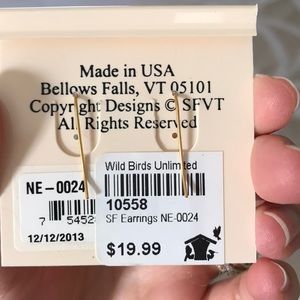 Made in USA
Bellows Falls, VT 05101
Copyright Designs © SFVT
All Rights Reserved
Wild Birds Unlimited
NE-0024
10558
7 5452
SF Earrings NE-0024
12/12/2013
$19.99